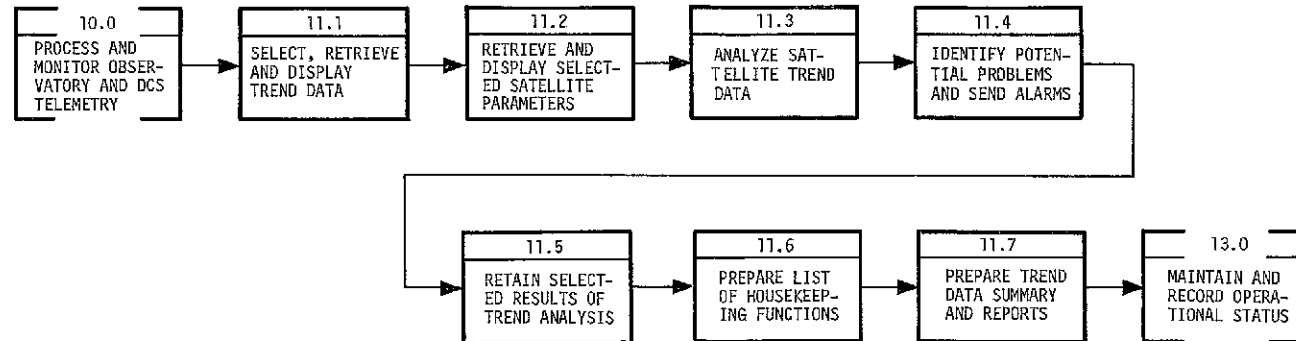 10.0
PROCESS AND
MONITOR OBSER-
VATORY AND DCS
TELEMETRY
11.1
SELECT, RETRIEVE
AND DISPLAY
TREND DATA
11.2
RETRIEVE AND
DISPLAY SELECT-
ED SATELLITE
PARAMETERS
11.3
ANALYZE SAT-
TELLITE TREND
DATA
11.4
IDENTIFY POTEN-
TIAL PROBLEMS
AND SEND ALARMS
11.5
RETAIN SELECT-
ED RESULTS OF
TREND ANALYSIS
11.6
PREPARE LIST
OF HOUSEKEEP-
ING FUNCTIONS
11.7
PREPARE TREND
DATA SUMMARY
AND REPORTS
13.0
MAINTAIN AND
RECORD OPERA-
TIONAL STATUS